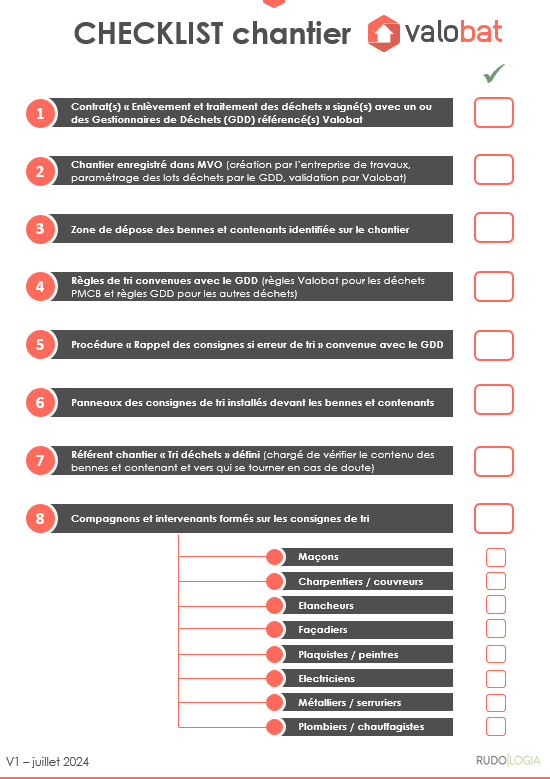 CHECKLIST chantier valobat
1
Contrat(s) « Enlèvement et traitement des déchets » signé(s) avec un ou
des Gestionnaires de Déchets (GDD) référencé(s) Valobat
2
Chantier enregistré dans MVO (création par l'entreprise de travaux,
paramétrage des lots déchets par le GDD, validation par Valobat)
3
Zone de dépose des bennes et contenants identifiée sur le chantier
4
Règles de tri convenues avec le GDD (règles Valobat pour les déchets
PMCB et règles GDD pour les autres déchets)
5
Procédure « Rappel des consignes si erreur de tri » convenue avec le GDD
6
Panneaux des consignes de tri installés devant les bennes et contenants
7
Référent chantier « Tri déchets » défini (chargé de vérifier le contenu des
bennes et contenant et vers qui se tourner en cas de doute)
8
Compagnons et intervenants formés sur les consignes de tri
Maçons
Charpentiers / couvreurs
Etancheurs
Façadiers
Plaquistes / peintres
Electriciens
Métalliers / serruriers
Plombiers / chauffagistes
V1 – juillet 2024
RUDOLOGIA